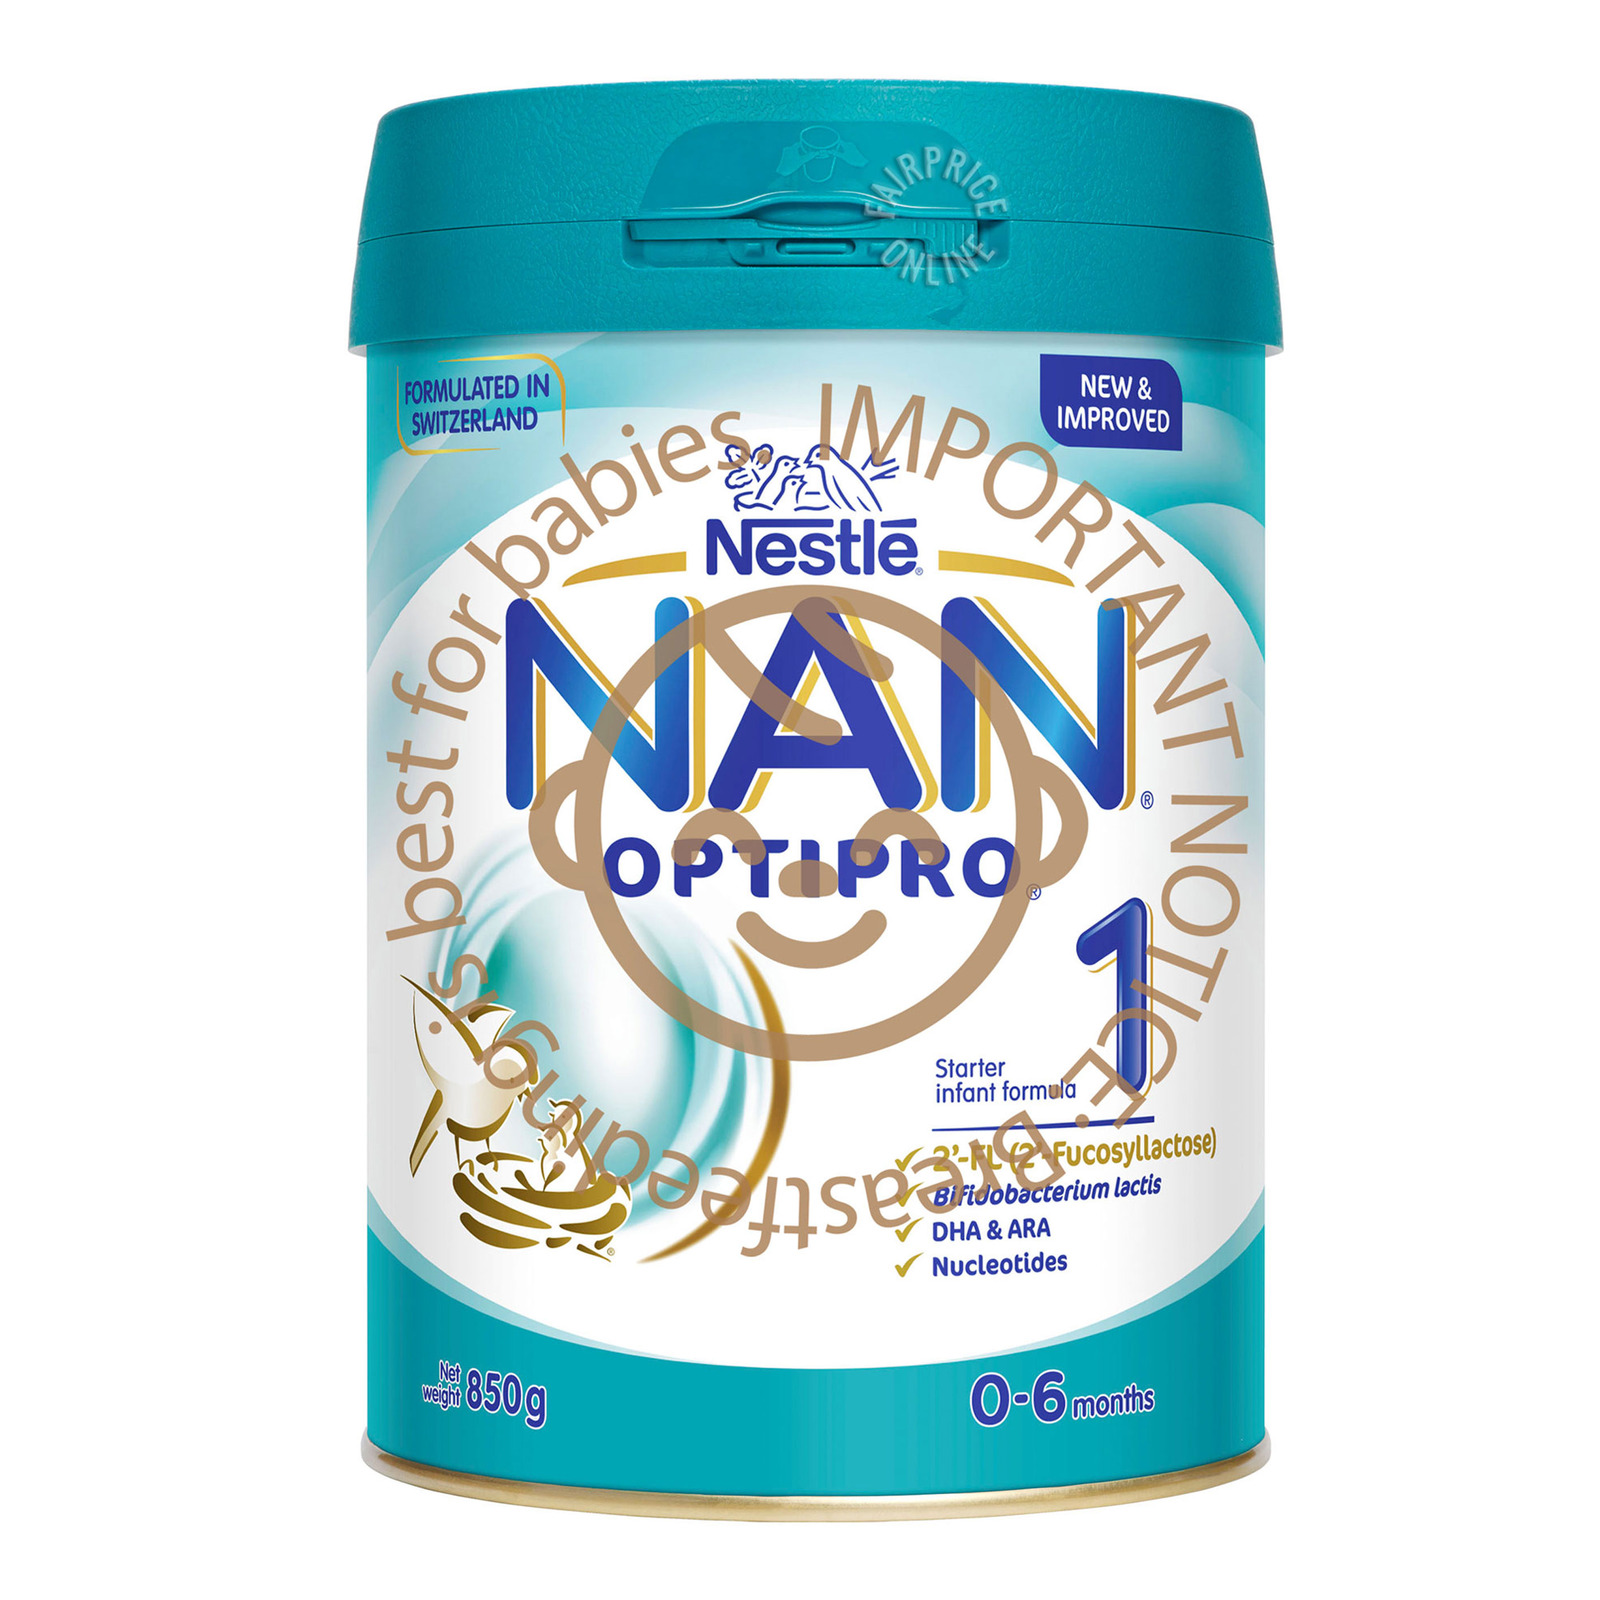 FAIRPRICE
ONLINE
FORMULATED IN
SWITZERLAND
NEW &
IMPROVED
IMPORTANT NOTICE: Breastfeeding is best for babies.
Nestlé®
NAN®
OPTIPRO®
1
Starter
infant formula
2'-FL (2'-Fucosyllactose)
Bifidobacterium lactis
DHA & ARA
Nucleotides
Net
weight 850g
0-6 months